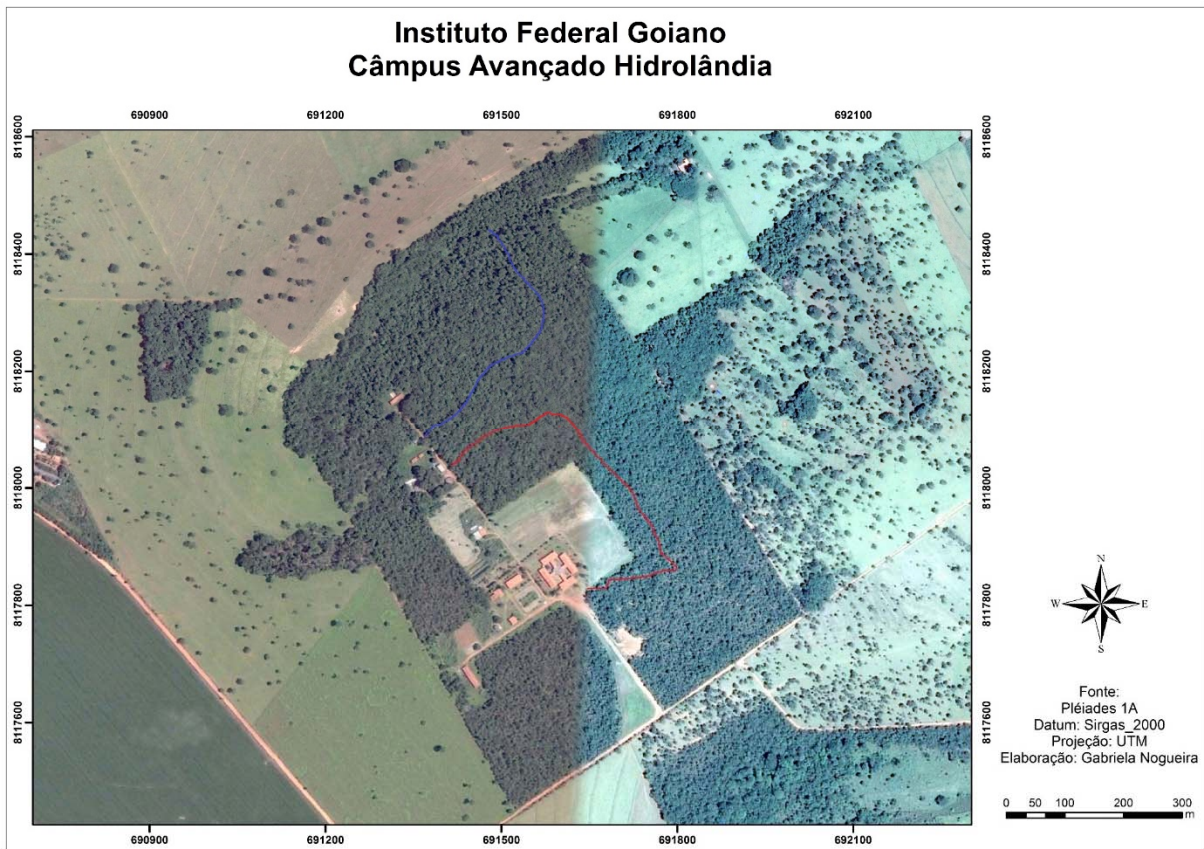 Instituto Federal Goiano
Câmpus Avançado Hidrolândia
690900 691200 691500 691800 692100
8118600 8118600
8118400 8118400
8118200 8118200
8118000 8118000
8117800 8117800
8117600 8117600
N
W E
S
Fonte:
Pléiades 1A
Datum: Sirgas_2000
Projeção: UTM
Elaboração: Gabriela Nogueira
0 50 100 200 300
m
690900 691200 691500 691800 692100